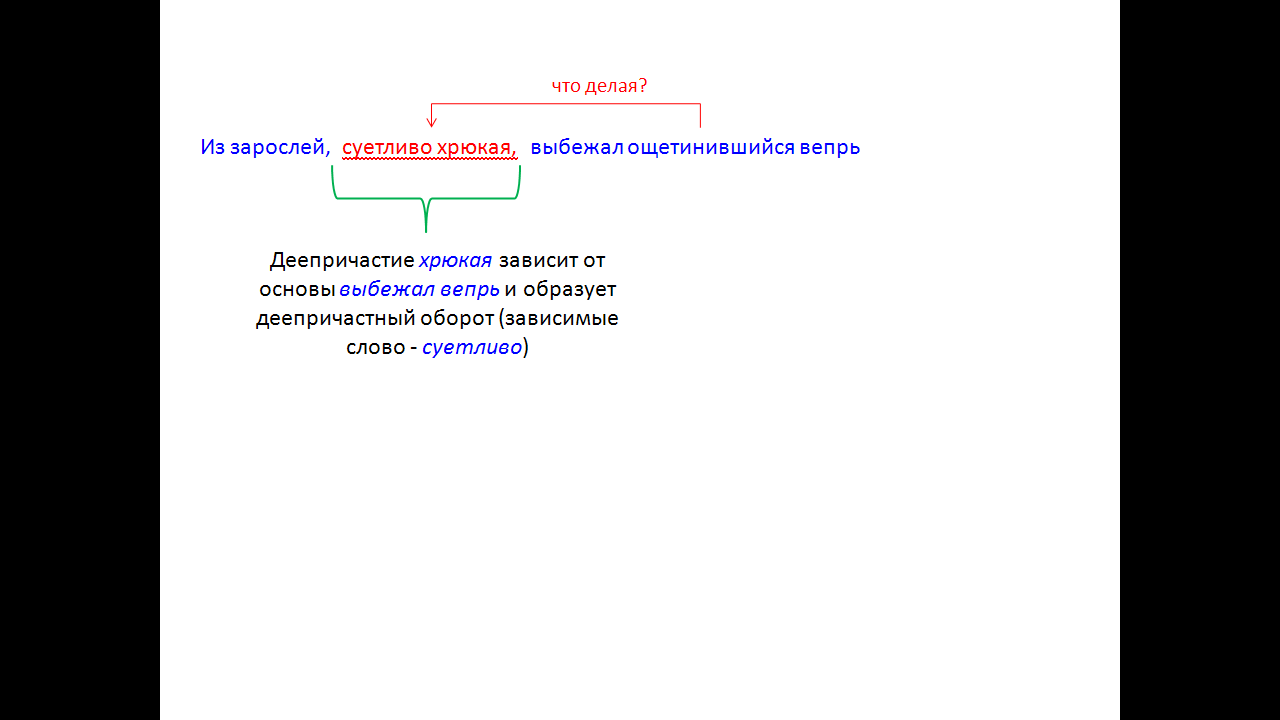 что делая?
Из зарослей, суетливо хрюкая, выбежал ощетинившийся вепрь
Деепричастие хрюкая зависит от
основы выбежал вепрь и образует
деепричастный оборот (зависимые
слово - суетливо)